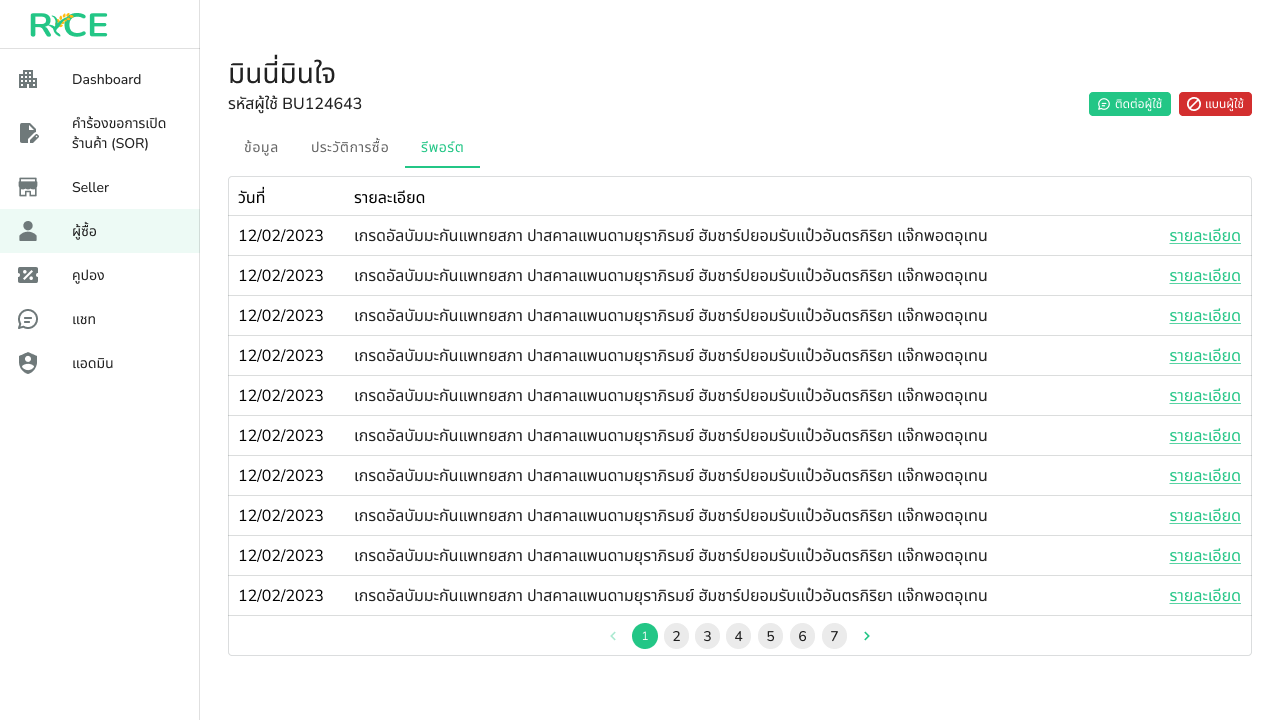 RICE
Dashboard
คำร้องขอการเปิด
ร้านค้า (SOR)
Seller
ผู้ซื้อ
คูปอง
แชท
แอดมิน
มินนี่มินใจ
รหัสผู้ใช้ BU124643
ติดต่อผู้ใช้ แบนผู้ใช้
ข้อมูล ประวัติการซื้อ รีพอร์ต
วันที่ รายละเอียด
12/02/2023 เกรดอัลบัมมะกันแพทยสภา ปาสคาลแพนดามยุราภิรมย์ ฮัมชาร์ปยอมรับแป๋วอันตรกิริยา แจ๊กพอตอุเทน รายละเอียด
12/02/2023 เกรดอัลบัมมะกันแพทยสภา ปาสคาลแพนดามยุราภิรมย์ ฮัมชาร์ปยอมรับแป๋วอันตรกิริยา แจ๊กพอตอุเทน รายละเอียด
12/02/2023 เกรดอัลบัมมะกันแพทยสภา ปาสคาลแพนดามยุราภิรมย์ ฮัมชาร์ปยอมรับแป๋วอันตรกิริยา แจ๊กพอตอุเทน รายละเอียด
12/02/2023 เกรดอัลบัมมะกันแพทยสภา ปาสคาลแพนดามยุราภิรมย์ ฮัมชาร์ปยอมรับแป๋วอันตรกิริยา แจ๊กพอตอุเทน รายละเอียด
12/02/2023 เกรดอัลบัมมะกันแพทยสภา ปาสคาลแพนดามยุราภิรมย์ ฮัมชาร์ปยอมรับแป๋วอันตรกิริยา แจ๊กพอตอุเทน รายละเอียด
12/02/2023 เกรดอัลบัมมะกันแพทยสภา ปาสคาลแพนดามยุราภิรมย์ ฮัมชาร์ปยอมรับแป๋วอันตรกิริยา แจ๊กพอตอุเทน รายละเอียด
12/02/2023 เกรดอัลบัมมะกันแพทยสภา ปาสคาลแพนดามยุราภิรมย์ ฮัมชาร์ปยอมรับแป๋วอันตรกิริยา แจ๊กพอตอุเทน รายละเอียด
12/02/2023 เกรดอัลบัมมะกันแพทยสภา ปาสคาลแพนดามยุราภิรมย์ ฮัมชาร์ปยอมรับแป๋วอันตรกิริยา แจ๊กพอตอุเทน รายละเอียด
12/02/2023 เกรดอัลบัมมะกันแพทยสภา ปาสคาลแพนดามยุราภิรมย์ ฮัมชาร์ปยอมรับแป๋วอันตรกิริยา แจ๊กพอตอุเทน รายละเอียด
12/02/2023 เกรดอัลบัมมะกันแพทยสภา ปาสคาลแพนดามยุราภิรมย์ ฮัมชาร์ปยอมรับแป๋วอันตรกิริยา แจ๊กพอตอุเทน รายละเอียด
1 2 3 4 5 6 7